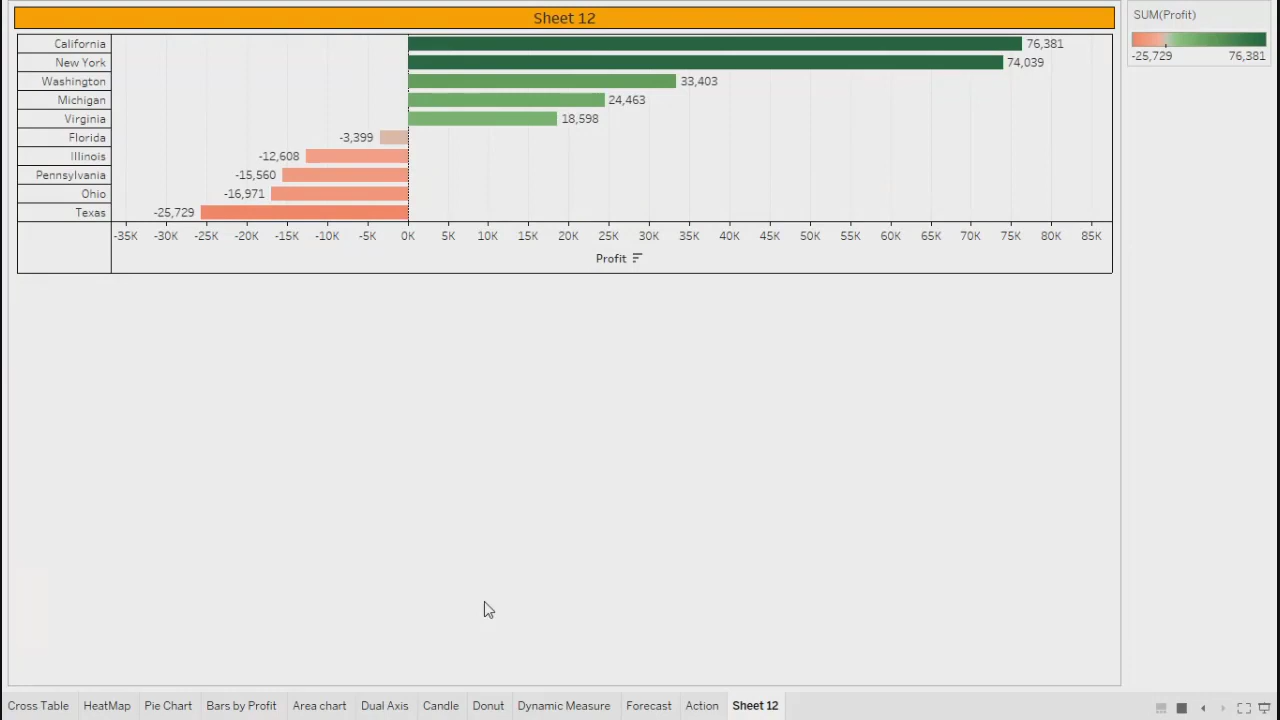 Sheet 12
SUM(Profit)
-25,729 76,381
California 76,381
New York 74,039
Washington 33,403
Michigan 24,463
Virginia 18,598
Florida -3,399
Illinois -12,608
Pennsylvania -15,560
Ohio -16,971
Texas -25,729
-35K -30K -25K -20K -15K -10K -5K 0K 5K 10K 15K 20K 25K 30K 35K 40K 45K 50K 55K 60K 65K 70K 75K 80K 85K
Profit
Cross Table HeatMap Pie Chart Bars by Profit Area chart Dual Axis Candle Donut Dynamic Measure Forecast Action Sheet 12